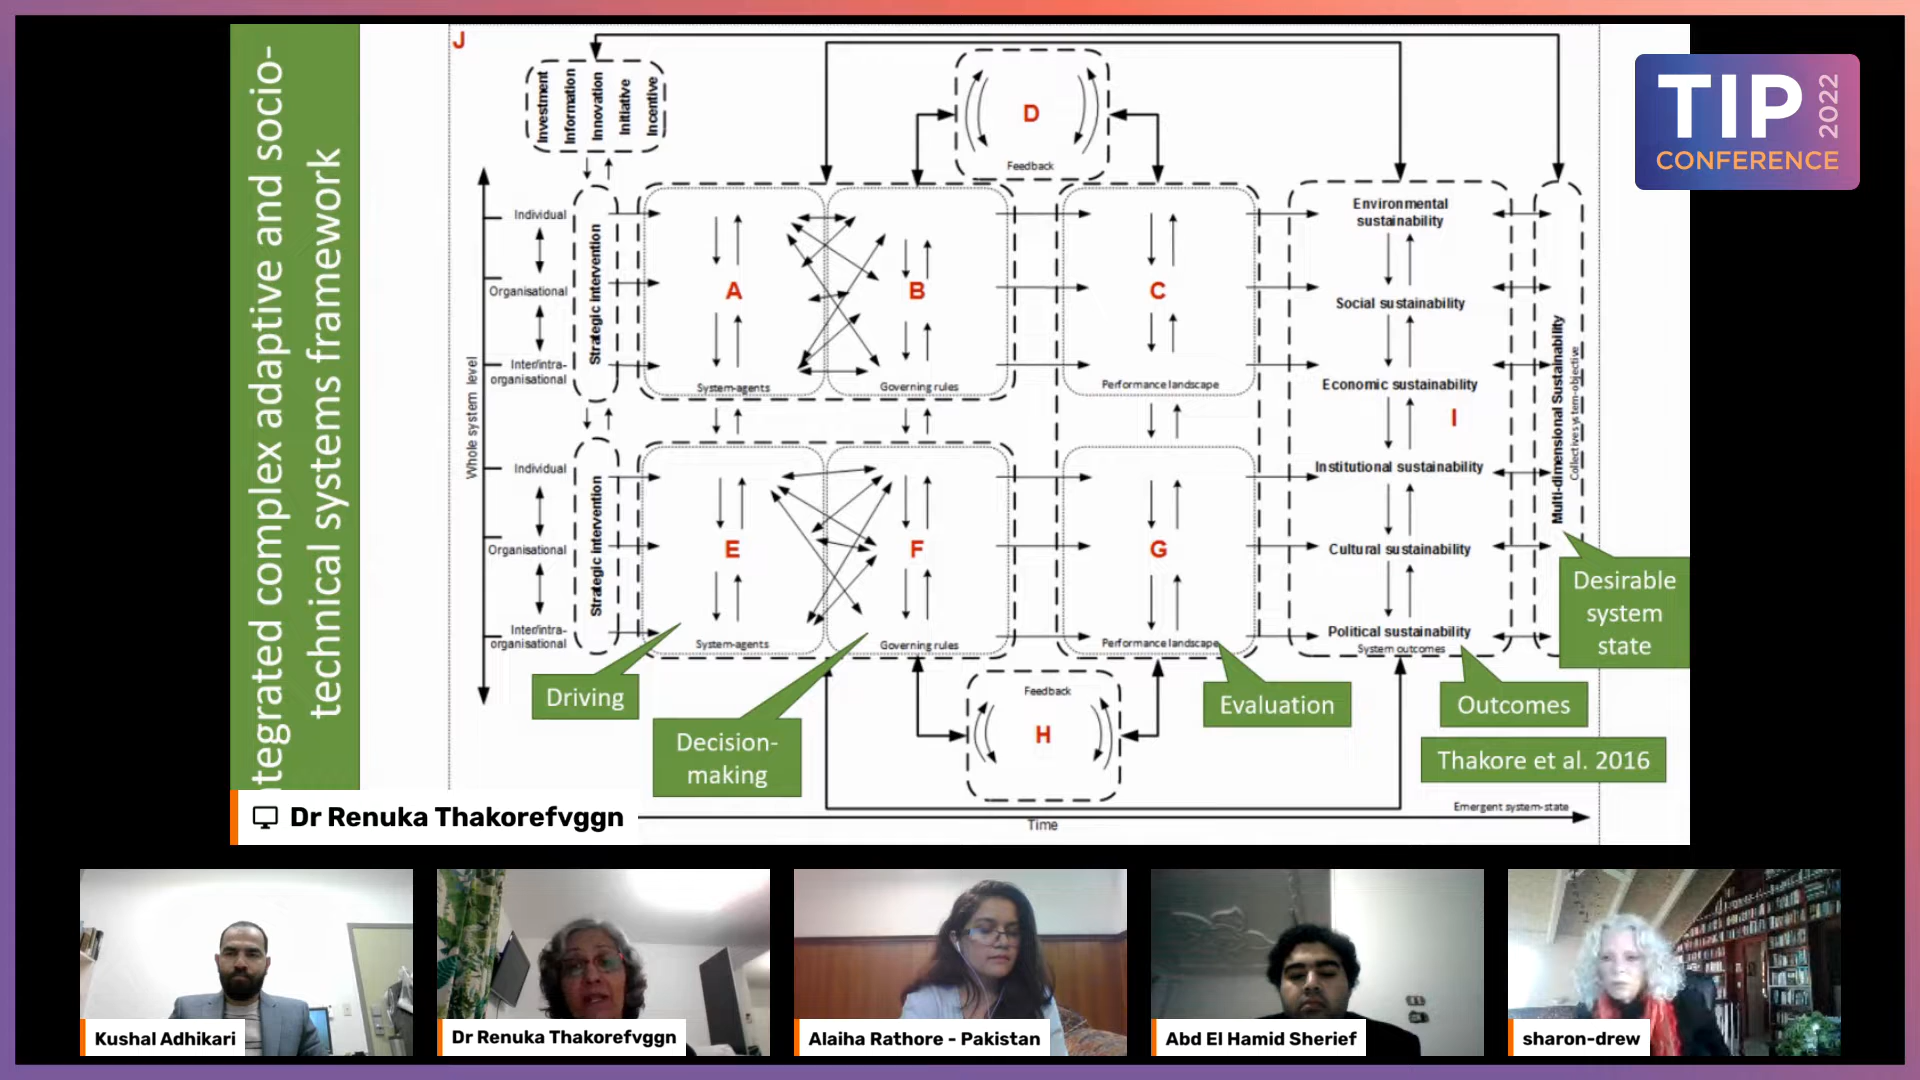 Integrated complex adaptive and socio-
technical systems framework
J
Investment
Information
Innovation
Initiative
Incentive
D
Feedback
TIP
2022
CONFERENCE
Whole system level
Individual
Organisational
Inter/intra-
organisational
Strategic intervention
A
System-agents
B
Governing rules
C
Performance landscape
Environmental
sustainability
Social sustainability
Economic sustainability
I
Institutional sustainability
Cultural sustainability
Political sustainability
System outcomes
Multi-dimensional Sustainability
Collective system-objective
Individual
Organisational
Inter/intra-
organisational
Strategic intervention
E
System-agents
F
Governing rules
G
Performance landscape
Desirable
system
state
Driving
Decision-
making
Feedback
H
Evaluation
Outcomes
Thakore et al. 2016
Emergent system-state
Time
Dr Renuka Thakorefvggn
Kushal Adhikari
Dr Renuka Thakorefvggn
Alaiha Rathore - Pakistan
Abd El Hamid Sherief
sharon-drew